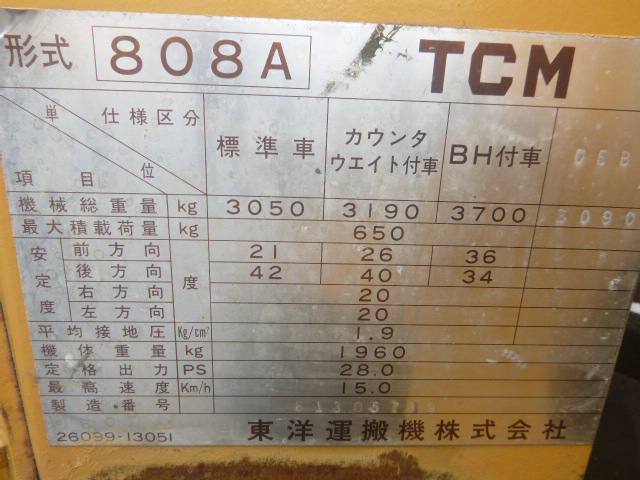 形式 808A TCM
単位 仕様区分 標準車 カウンタウエイト付車 BH付車 DEB
項目
機械総重量 kg 3050 3190 3700 3090
最大積載荷量 kg 650
安定度 前方向 度 21 26 36
後方向 42 40 34
右方向 20
左方向 20
平均接地圧 Kg/cm² 1.9
機体重量 kg 1960
定格出力 PS 28.0
最高速度 Km/h 15.0
製造番号
26099-13051 東洋運搬機株式会社